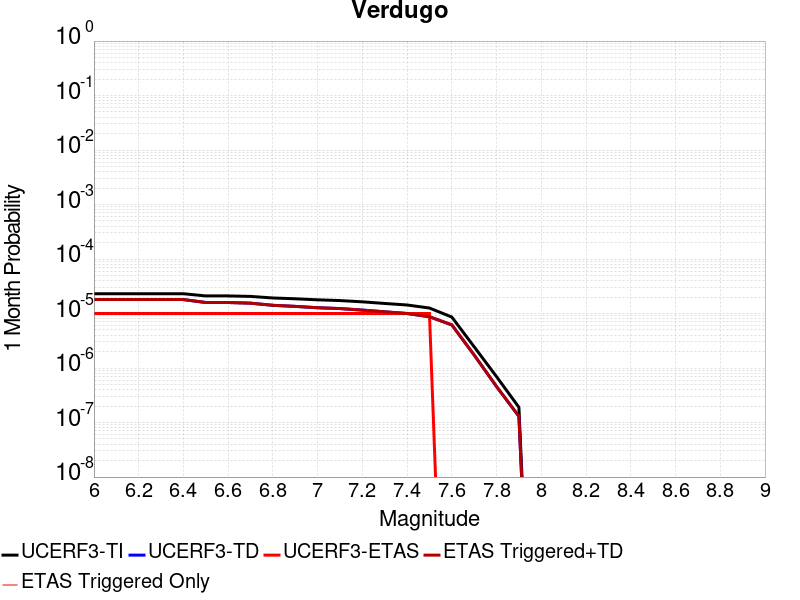 Verdugo
10 0
10 -1
10 -2
10 -3
10 -4
10 -5
10 -6
10 -7
10 -8
1 Month Probability
6 6.2 6.4 6.6 6.8 7 7.2 7.4 7.6 7.8 8 8.2 8.4 8.6 8.8 9
Magnitude
UCERF3-TI UCERF3-TD UCERF3-ETAS ETAS Triggered+TD
ETAS Triggered Only